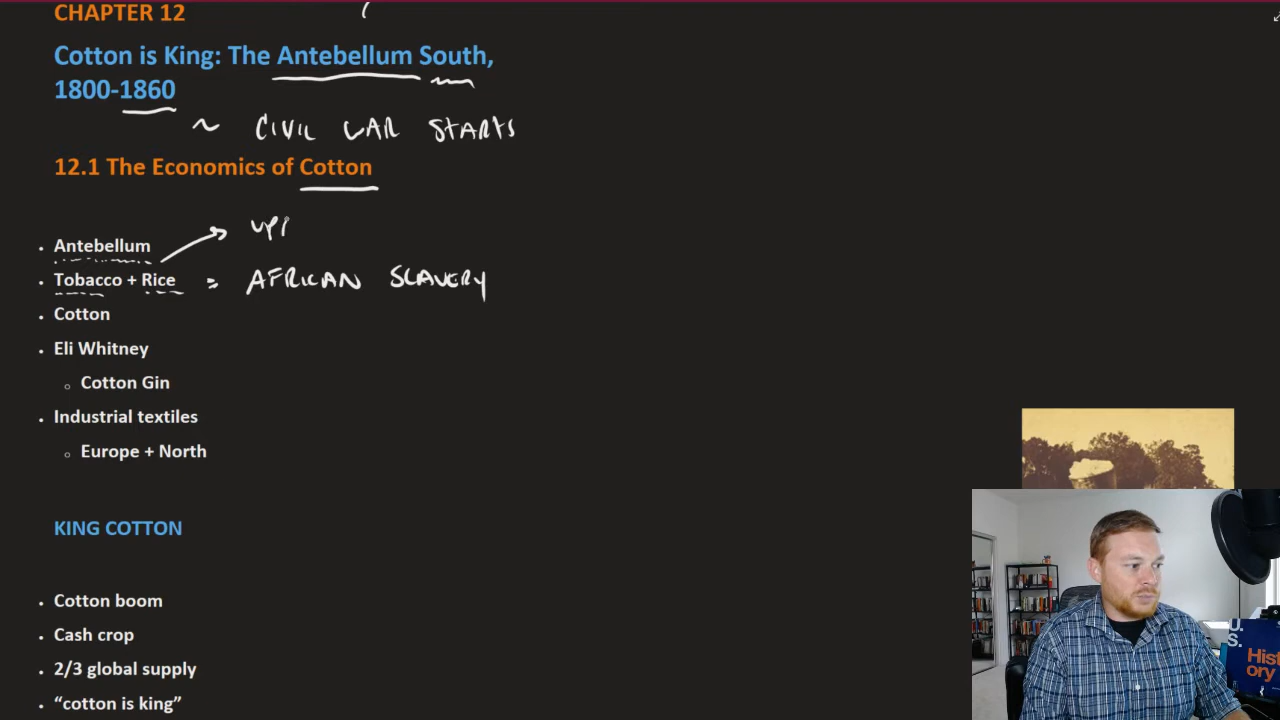 CHAPTER 12
Cotton is King: The Antebellum South,
1800-1860
~ CIVIL WAR STARTS
12.1 The Economics of Cotton
• Antebellum
• Tobacco + Rice = AFRICAN SLAVERY
• Cotton
• Eli Whitney
○ Cotton Gin
• Industrial textiles
○ Europe + North
KING COTTON
• Cotton boom
• Cash crop
• 2/3 global supply
• “cotton is king”
U.
S.
Hist
ory